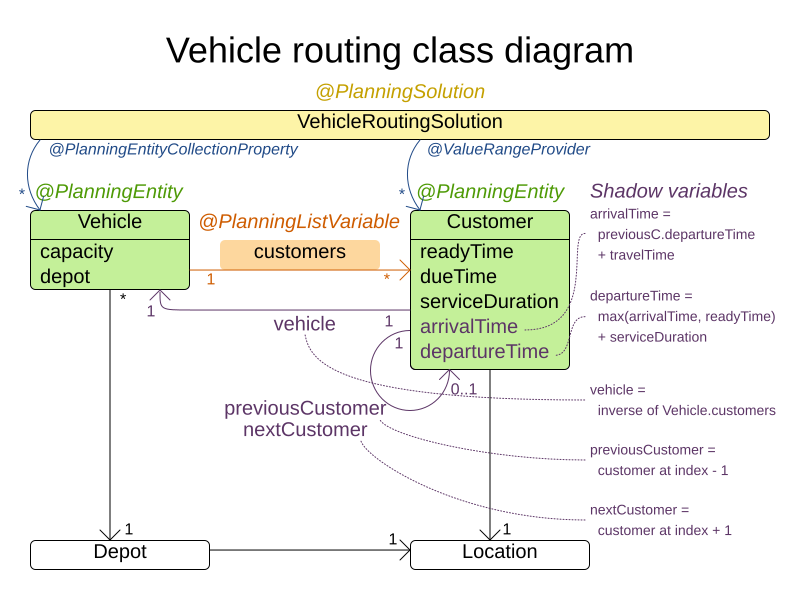 Vehicle routing class diagram
@PlanningSolution
VehicleRoutingSolution
@PlanningEntityCollectionProperty
@ValueRangeProvider
*
@PlanningEntity
*
@PlanningEntity
Shadow variables
Vehicle
capacity
depot
@PlanningListVariable
customers
1
*
Customer
readyTime
dueTime
serviceDuration
arrivalTime
departureTime
arrivalTime =
previousC.departureTime
+ travelTime
departureTime =
max(arrivalTime, readyTime)
+ serviceDuration
*
1
vehicle
1
1
0..1
vehicle =
inverse of Vehicle.customers
previousCustomer
nextCustomer
previousCustomer =
customer at index - 1
nextCustomer =
customer at index + 1
1
Depot
1
1
Location